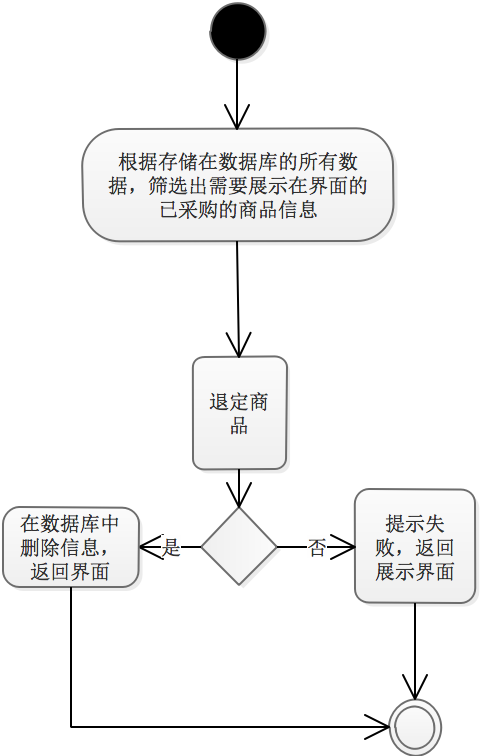 根据存储在数据库的所有数
据，筛选出需要展示在界面的
已采购的商品信息
退定商
品
在数据库中
删除信息，
返回界面
是
否
提示失
败，返回
展示界面